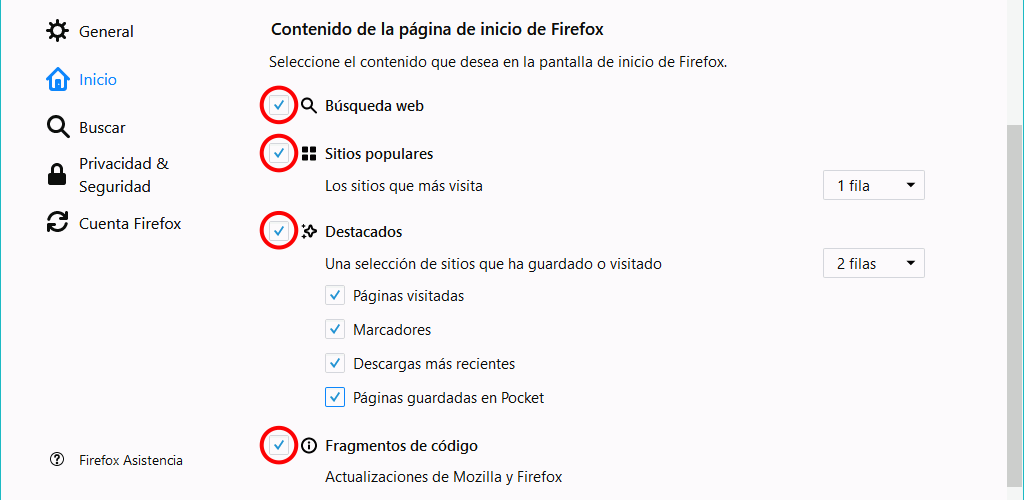 General
Inicio
Buscar
Privacidad &
Seguridad
Cuenta Firefox
Firefox Asistencia
Contenido de la página de inicio de Firefox
Seleccione el contenido que desea en la pantalla de inicio de Firefox.
Búsqueda web
Sitios populares
Los sitios que más visita
1 fila
Destacados
Una selección de sitios que ha guardado o visitado
2 filas
Páginas visitadas
Marcadores
Descargas más recientes
Páginas guardadas en Pocket
Fragmentos de código
Actualizaciones de Mozilla y Firefox